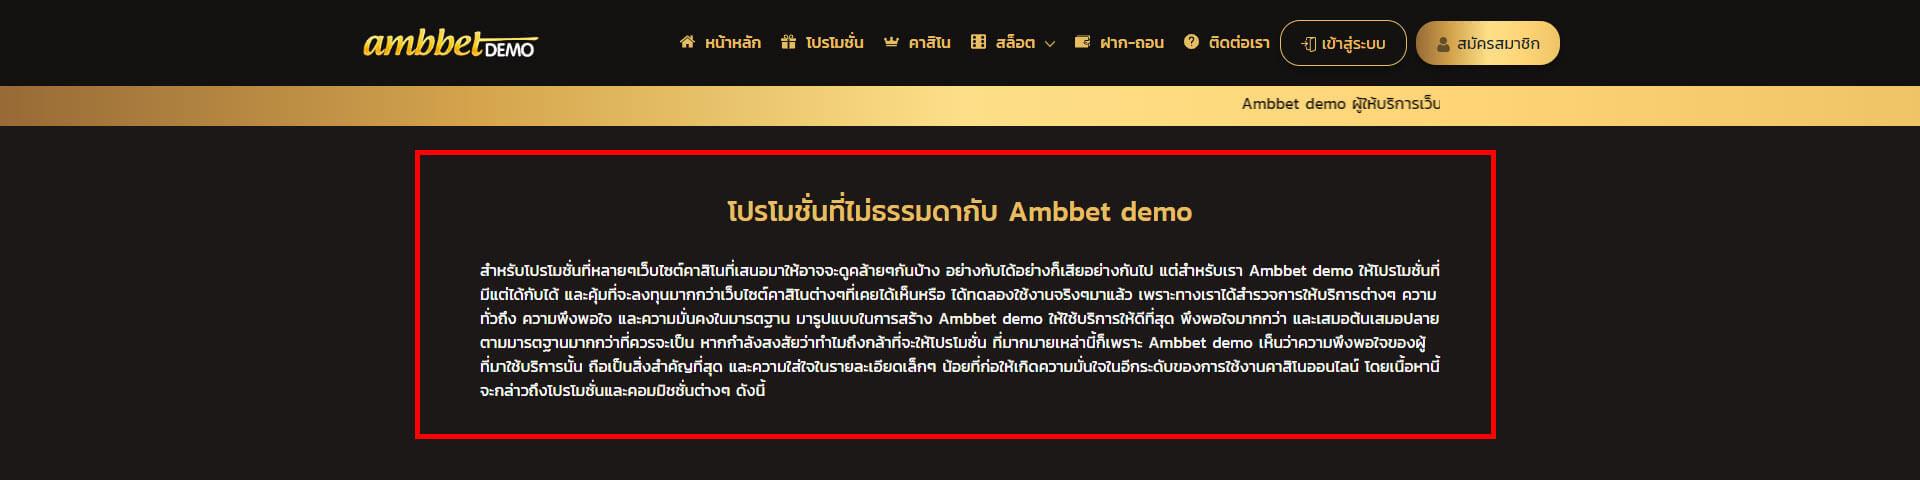 ambbet DEMO
หน้าหลัก โปรโมชั่น คาสิโน สล็อต ฝาก-ถอน ติดต่อเรา เข้าสู่ระบบ สมัครสมาชิก
Ambbet demo ผู้ให้บริการเว็บ
โปรโมชั่นที่ไม่ธรรมดากับ Ambbet demo
สำหรับโปรโมชั่นที่หลายๆเว็บไซต์คาสิโนที่เสนอมาให้อาจจะดูคล้ายๆกันบ้าง อย่างกับได้อย่างก็เสียอย่างกันไป แต่สำหรับเรา Ambbet demo ให้โปรโมชั่นที่
มีแต่ได้กับได้ และคุ้มที่จะลงทุนมากกว่าเว็บไซต์คาสิโนต่างๆที่เคยได้เห็นหรือ ได้ทดลองใช้งานจริงๆมาแล้ว เพราะทางเราได้สำรวจการให้บริการต่างๆ ความ
ทั่วถึง ความพึงพอใจ และความมั่นคงในมารตฐาน มารูปแบบในการสร้าง Ambbet demo ให้ใช้บริการให้ดีที่สุด พึงพอใจมากกว่า และเสมอต้นเสมอปลาย
ตามมารตฐานมากกว่าที่ควรจะเป็น หากกำลังสงสัยว่าทำไมถึงกล้าที่จะให้โปรโมชั่น ที่มากมายเหล่านี้ก็เพราะ Ambbet demo เห็นว่าความพึงพอใจของผู้
ที่มาใช้บริการนั้น ถือเป็นสิ่งสำคัญที่สุด และความใส่ใจในรายละเอียดเล็กๆ น้อยที่ก่อให้เกิดความมั่นใจในอีกระดับของการใช้งานคาสิโนออนไลน์ โดยเนื้อหานี้
จะกล่าวถึงโปรโมชั่นและคอมมิชชั่นต่างๆ ดังนี้